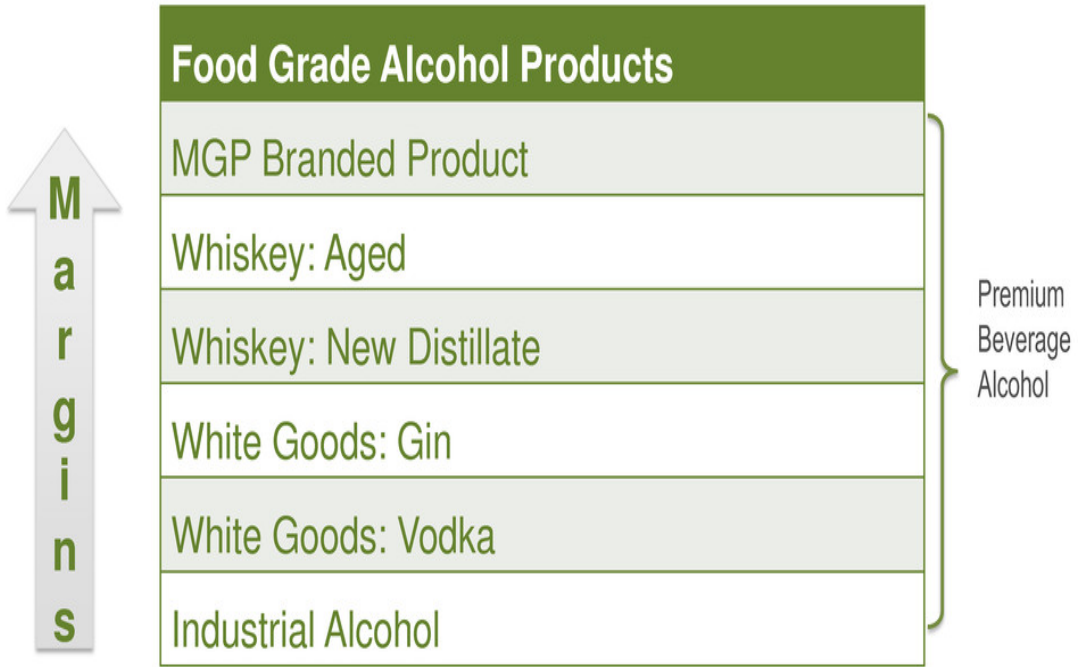 Food Grade Alcohol Products
MGP Branded Product
Whiskey: Aged
Whiskey: New Distillate
White Goods: Gin
White Goods: Vodka
Industrial Alcohol
Margins
Premium
Beverage
Alcohol